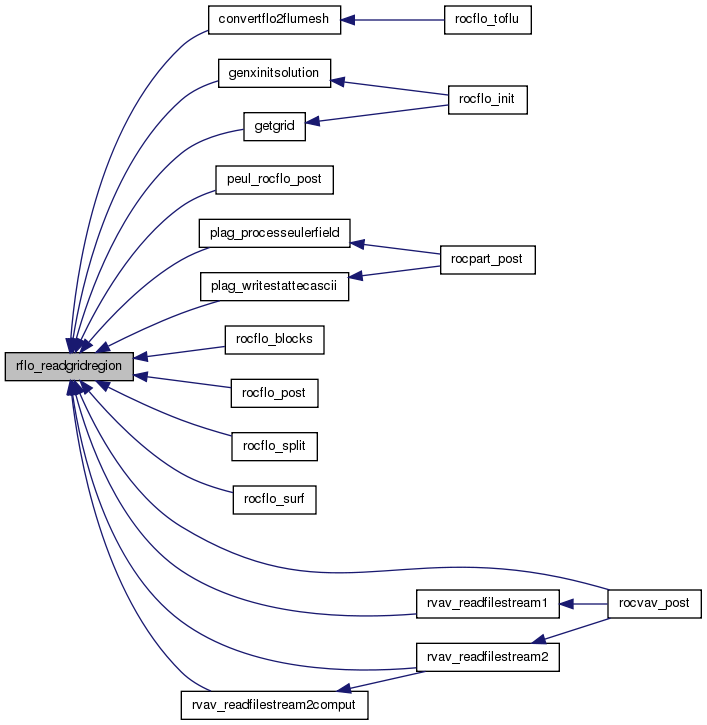 convertflo2flumesh
rocflo_toflu
genxinitsolution
rocflo_init
getgrid
peul_rocflo_post
plag_processeulerfield
rocpart_post
plag_writestattecascii
rocflo_blocks
rflo_readgridregion
rocflo_post
rocflo_split
rocflo_surf
rvav_readfilestream1
rocvav_post
rvav_readfilestream2
rvav_readfilestream2comput